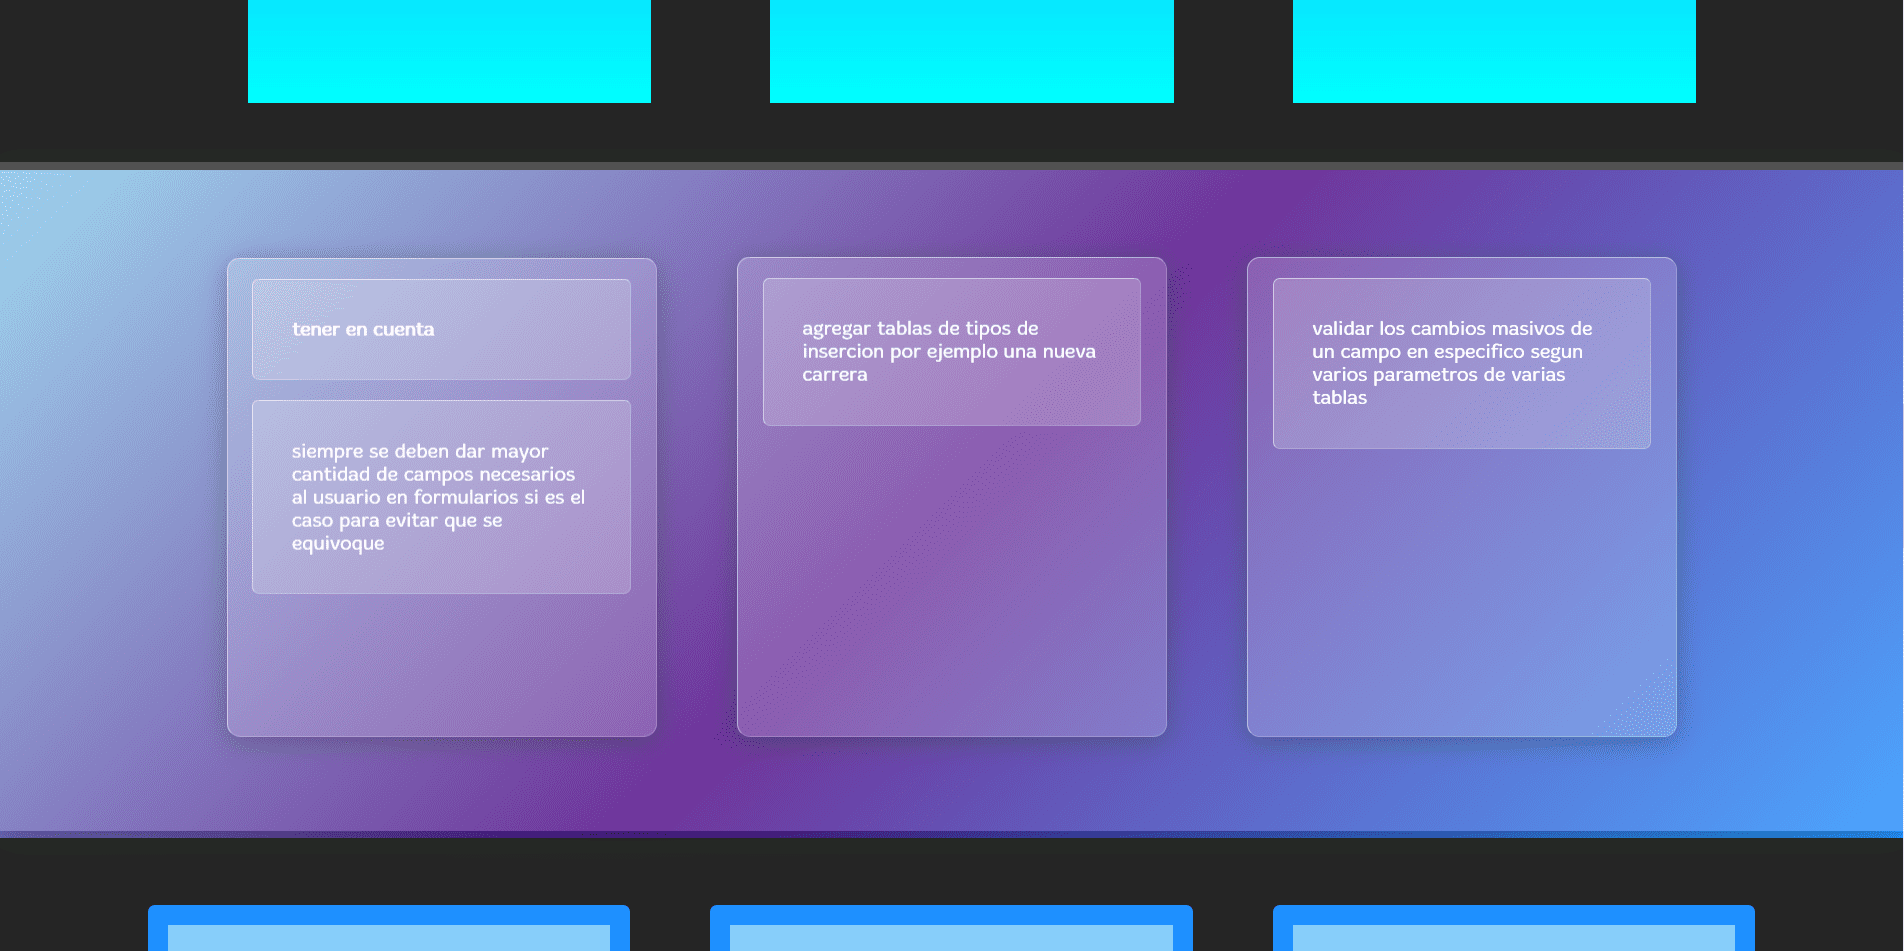 tener en cuenta
siempre se deben dar mayor
cantidad de campos necesarios
al usuario en formularios si es el
caso para evitar que se
equivoque
agregar tablas de tipos de
insercion por ejemplo una nueva
carrera
validar los cambios masivos de
un campo en especifico segun
varios parametros de varias
tablas